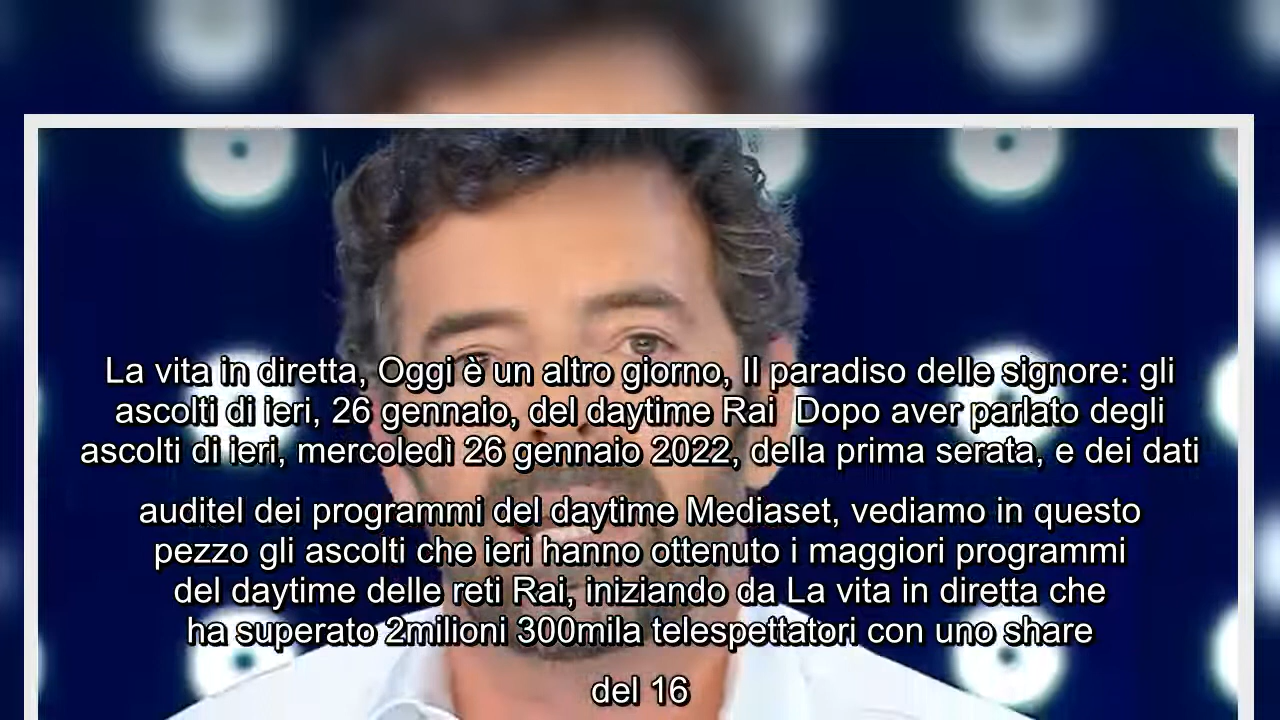 La vita in diretta, Oggi è un altro giorno, Il paradiso delle signore: gli
ascolti di ieri, 26 gennaio, del daytime Rai  Dopo aver parlato degli
ascolti di ieri, mercoledì 26 gennaio 2022, della prima serata, e dei dati
auditel dei programmi del daytime Mediaset, vediamo in questo
pezzo gli ascolti che ieri hanno ottenuto i maggiori programmi
del daytime delle reti Rai, iniziando da La vita in diretta che
ha superato 2milioni 300mila telespettatori con uno share
del 16